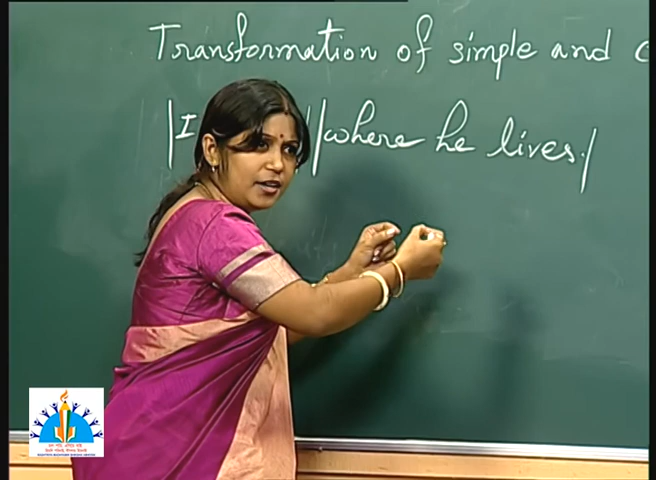 Transformation of simple and
|I || where he lives.|